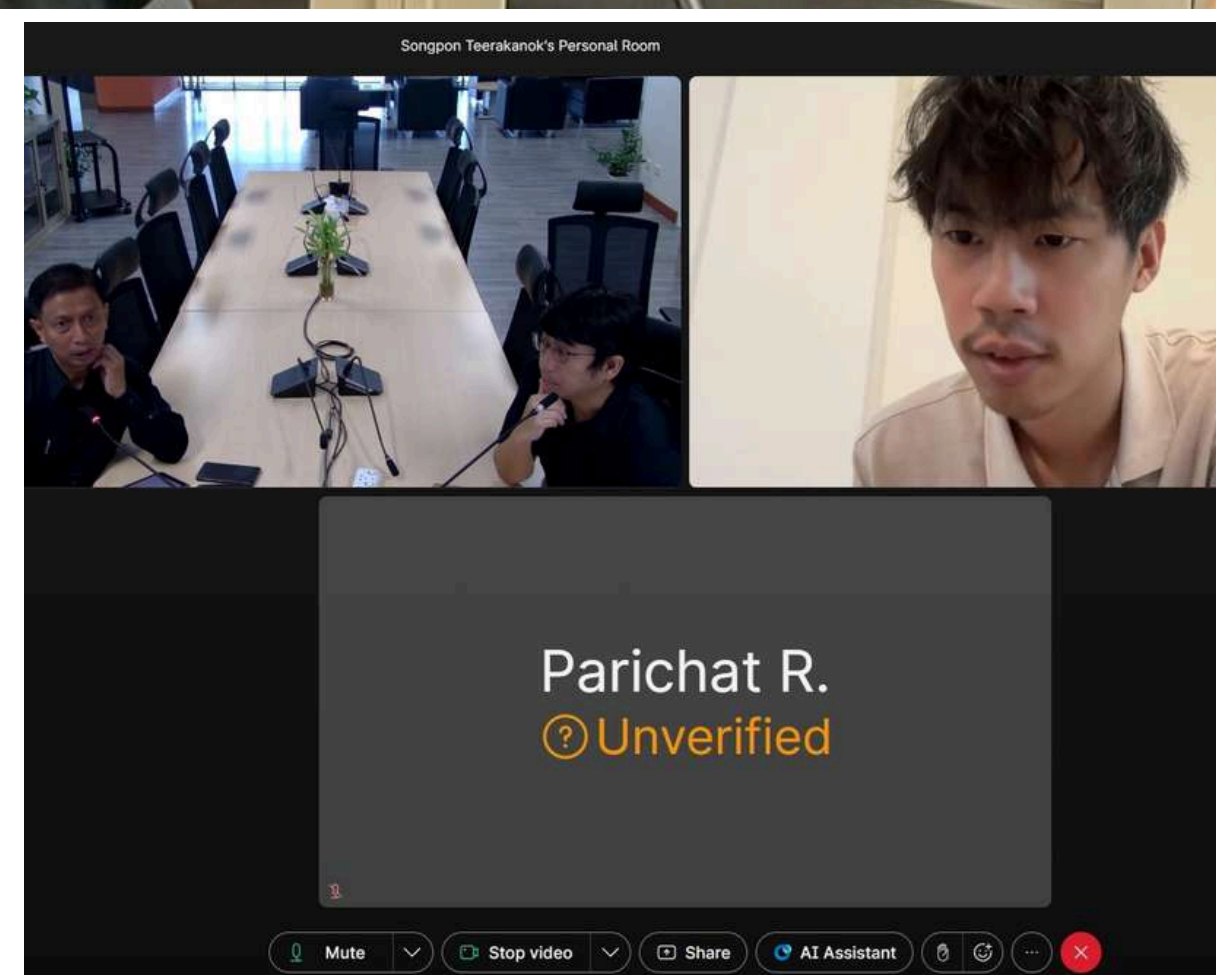 Songpon Teerakanok's Personal Room
Parichat R.
Unverified
Mute
Stop video
Share
AI Assistant